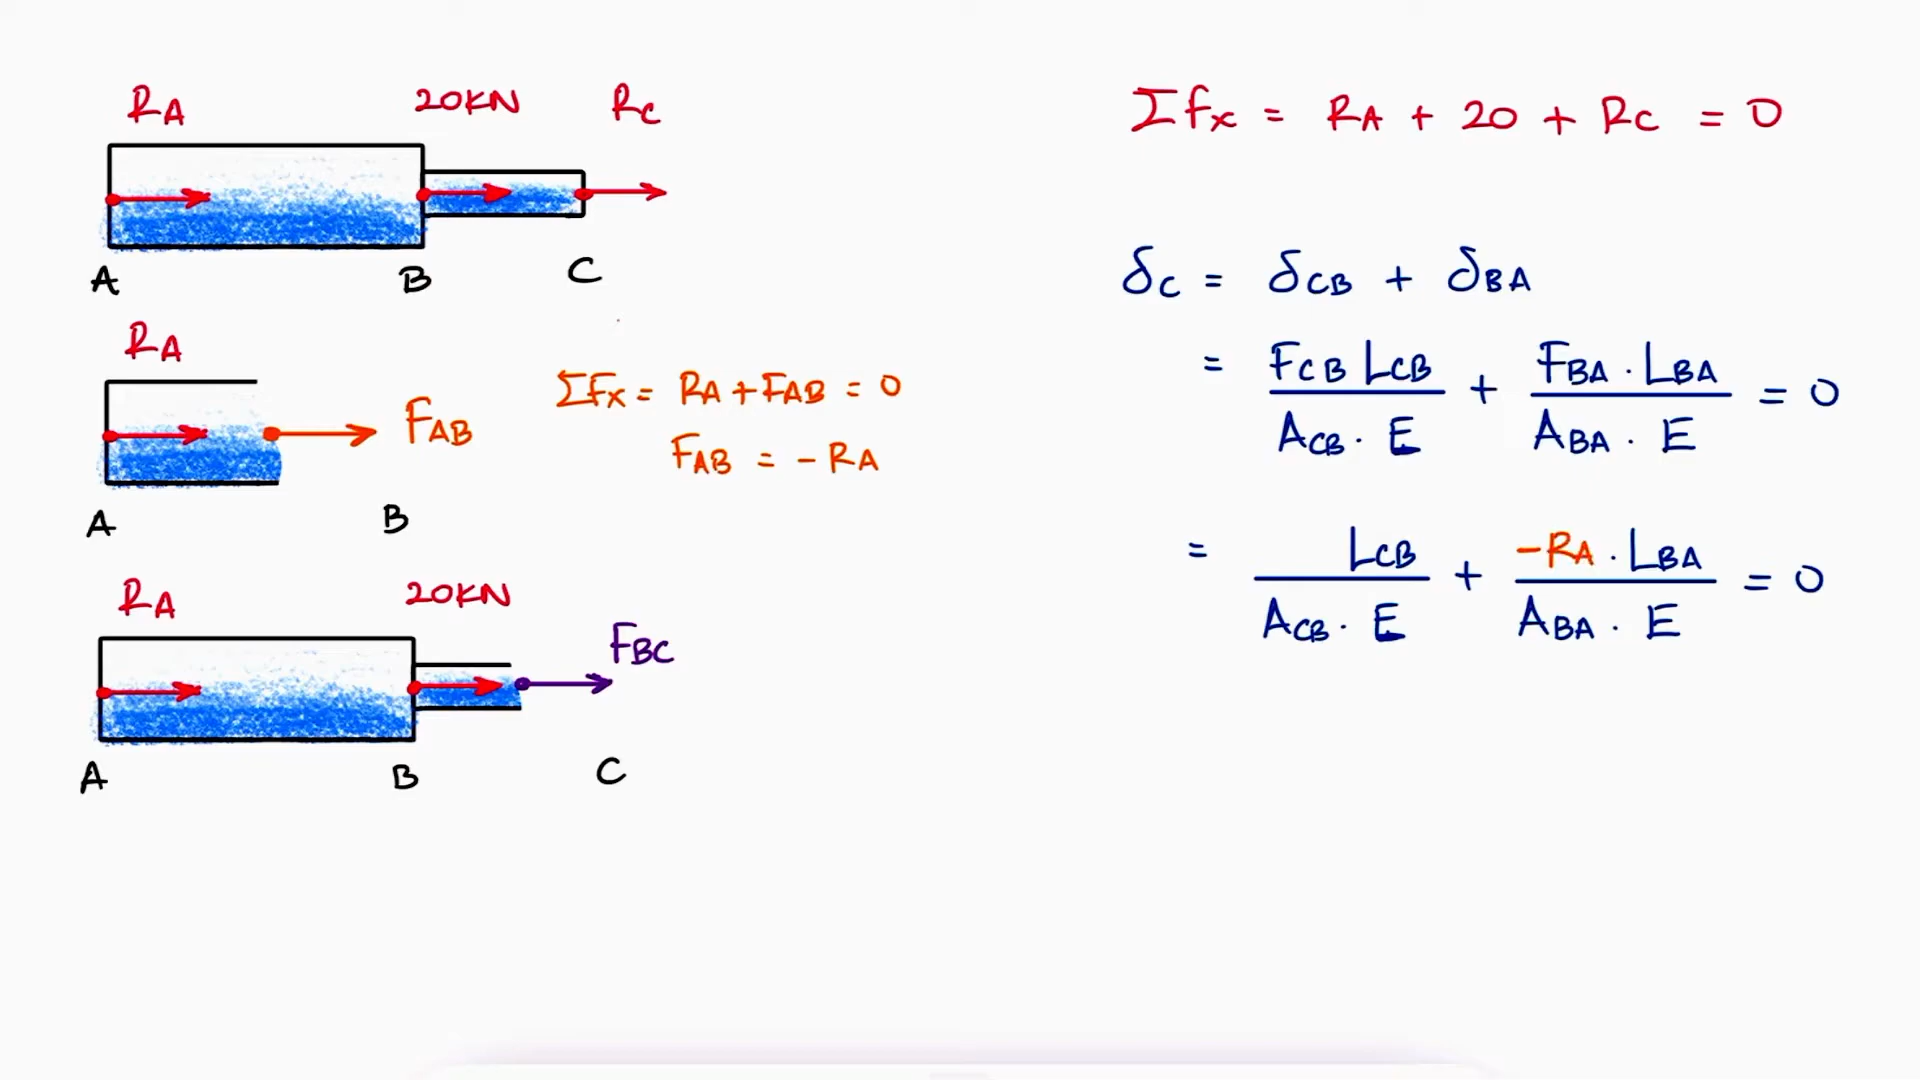 RA 20KN RC
A B C
RA
FAB
A B
Σfx = RA + FAB = 0
FAB = - RA
RA 20KN
FBC
A B C
Σfx = RA + 20 + RC = 0
δC = δCB + δBA
= FCB LCB / ACB · E + FBA · LBA / ABA · E = 0
= LCB / ACB · E + -RA · LBA / ABA · E = 0